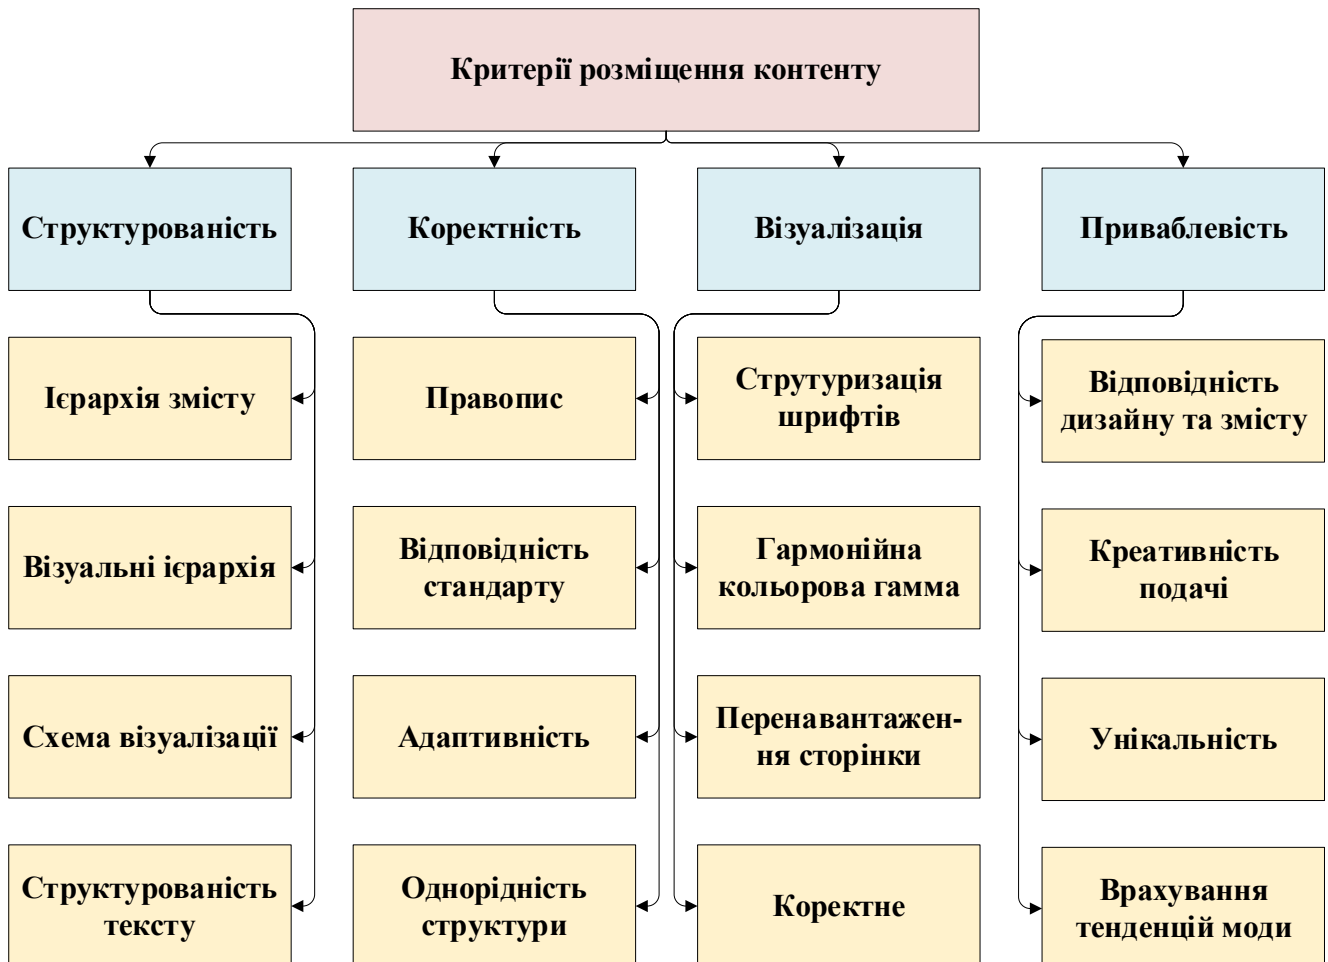 Критерії розміщення контенту
Структурованість
Коректність
Візуалізація
Приваблевість
Ієрархія змісту
Правопис
Струтуризація
шрифтів
Відповідність
дизайну та змісту
Візуальні ієрархія
Відповідність
стандарту
Гармонійна
кольорова гамма
Креативність
подачі
Схема візуалізації
Адаптивність
Перенавантажен-
ня сторінки
Унікальність
Структурованість
тексту
Однорідність
структури
Коректне
Врахування
тенденцій моди